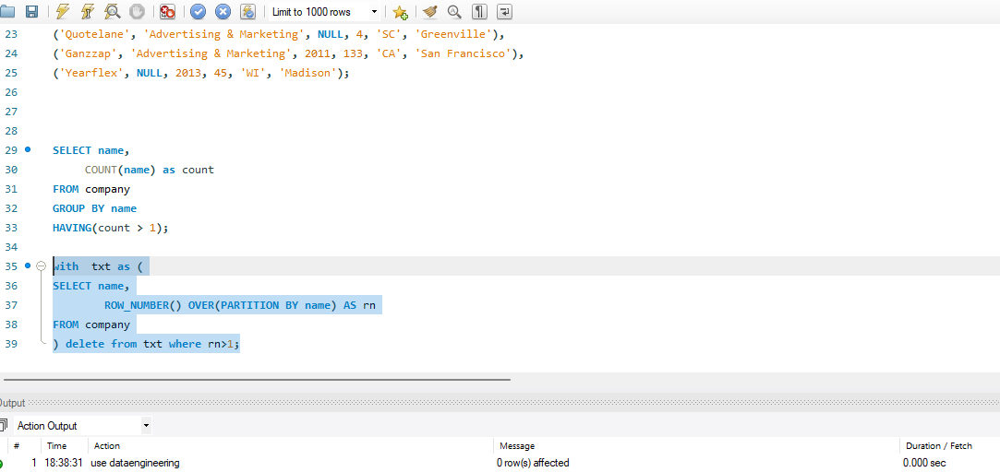 Limit to 1000 rows
23 ('Quotelane', 'Advertising & Marketing', NULL, 4, 'SC', 'Greenville'),
24 ('Ganzzap', 'Advertising & Marketing', 2011, 133, 'CA', 'San Francisco'),
25 ('Yearflex', NULL, 2013, 45, 'WI', 'Madison');
26
27
28
29 SELECT name,
30 COUNT(name) as count
31 FROM company
32 GROUP BY name
33 HAVING(count > 1);
34
35 with  txt as (
36 SELECT name,
37 ROW_NUMBER() OVER(PARTITION BY name) AS rn
38 FROM company
39 ) delete from txt where rn>1;
Output
Action Output
# Time Action Message Duration / Fetch
1 18:38:31 use dataengineering 0 row(s) affected 0.000 sec